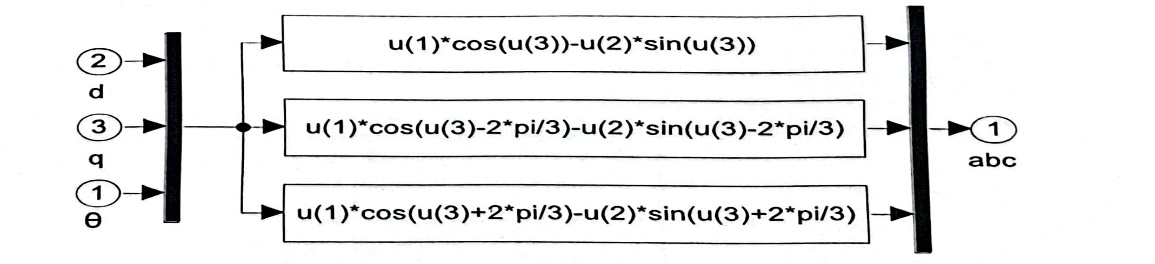 2
d
3
q
1
θ
u(1)*cos(u(3))-u(2)*sin(u(3))
u(1)*cos(u(3)-2*pi/3)-u(2)*sin(u(3)-2*pi/3)
u(1)*cos(u(3)+2*pi/3)-u(2)*sin(u(3)+2*pi/3)
1
abc